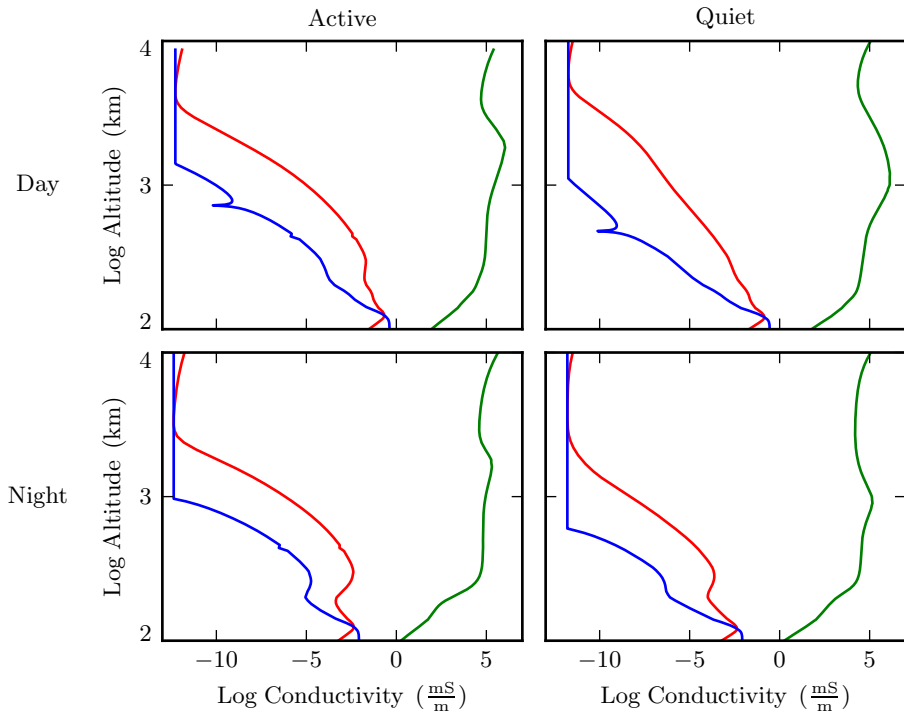 Active
Quiet
Day
Night
Log Altitude (km)
4
3
2
Log Altitude (km)
4
3
2
−10 −5 0 5
−10 −5 0 5
Log Conductivity (mS/m)
Log Conductivity (mS/m)